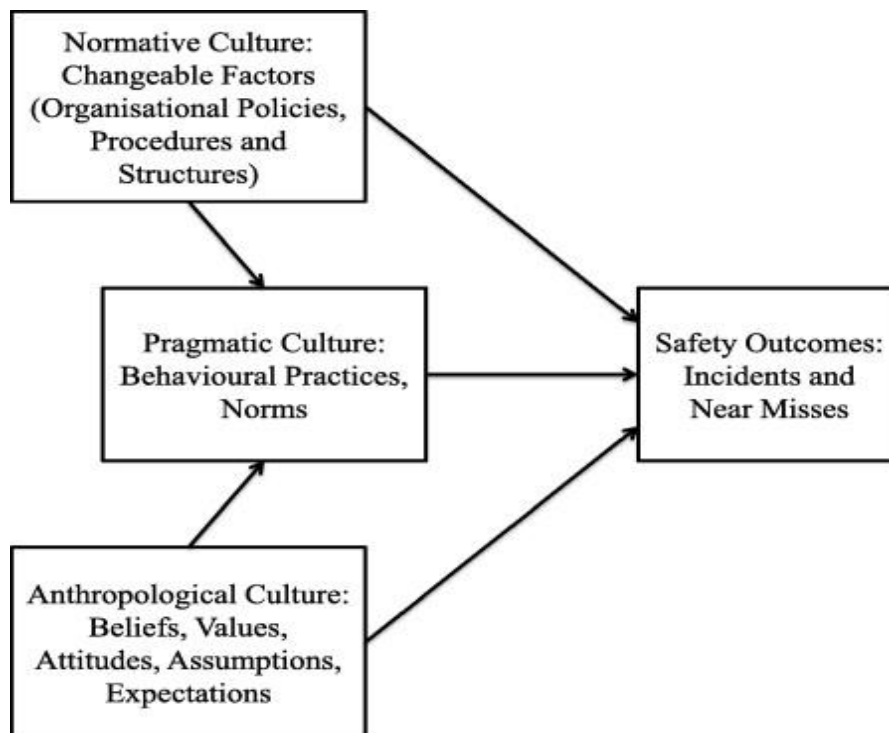 Normative Culture:
Changeable Factors
(Organisational Policies,
Procedures and
Structures)
Pragmatic Culture:
Behavioural Practices,
Norms
Safety Outcomes:
Incidents and
Near Misses
Anthropological Culture:
Beliefs, Values,
Attitudes, Assumptions,
Expectations